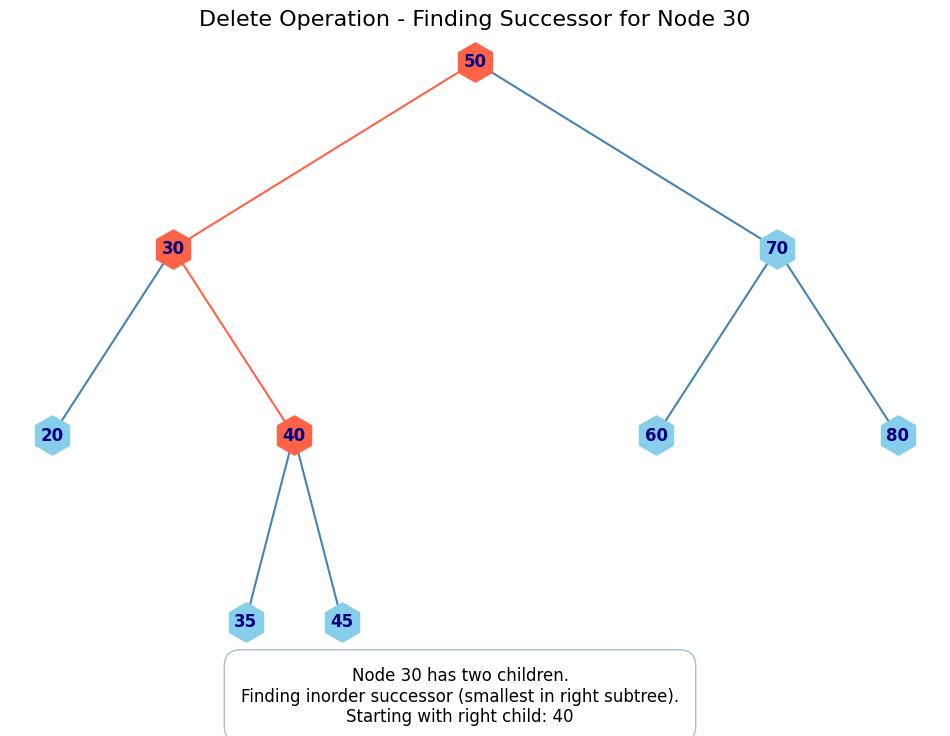 Delete Operation - Finding Successor for Node 30
50
30
70
20
40
60
80
35
45
Node 30 has two children.
Finding inorder successor (smallest in right subtree).
Starting with right child: 40